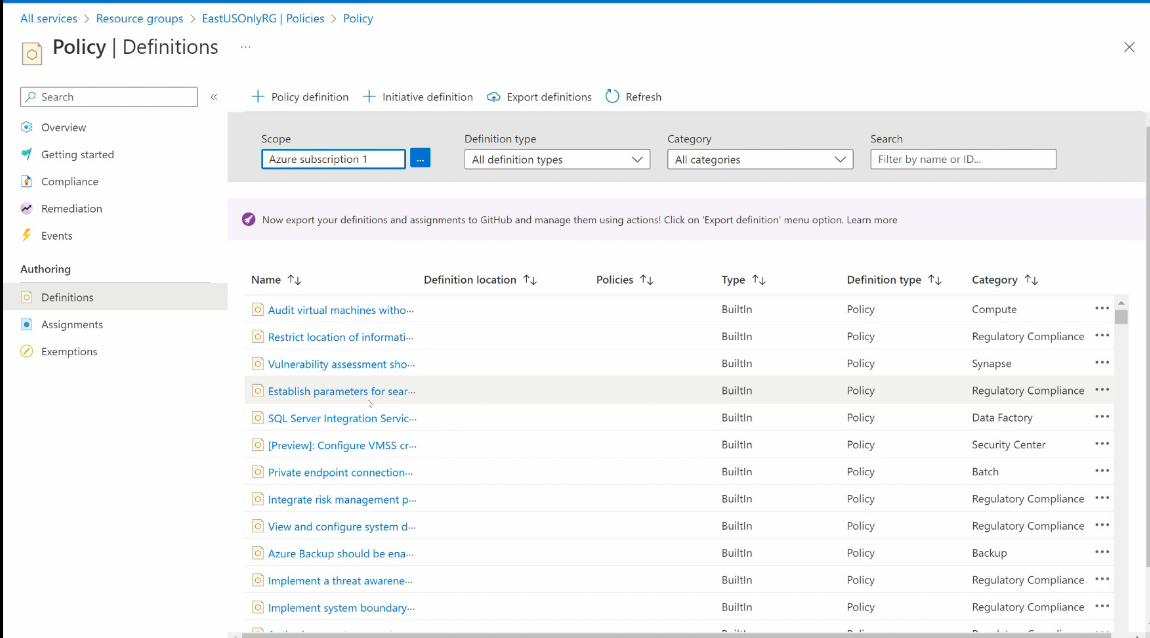 All services > Resource groups > EastUSOnlyRG | Policies > Policy
Policy | Definitions ...
Search «
Overview
Getting started
Compliance
Remediation
Events
Authoring
Definitions
Assignments
Exemptions
+ Policy definition + Initiative definition Export definitions Refresh
Scope Definition type Category Search
Azure subscription 1 ... All definition types All categories Filter by name or ID...
Now export your definitions and assignments to GitHub and manage them using actions! Click on 'Export definition' menu option. Learn more
Name ↑↓ Definition location ↑↓ Policies ↑↓ Type ↑↓ Definition type ↑↓ Category ↑↓
Audit virtual machines witho... BuiltIn Policy Compute ...
Restrict location of informati... BuiltIn Policy Regulatory Compliance ...
Vulnerability assessment sho... BuiltIn Policy Synapse ...
Establish parameters for sear... BuiltIn Policy Regulatory Compliance ...
SQL Server Integration Servic... BuiltIn Policy Data Factory ...
[Preview]: Configure VMSS cr... BuiltIn Policy Security Center ...
Private endpoint connection... BuiltIn Policy Batch ...
Integrate risk management p... BuiltIn Policy Regulatory Compliance ...
View and configure system d... BuiltIn Policy Regulatory Compliance ...
Azure Backup should be ena... BuiltIn Policy Backup ...
Implement a threat awarene... BuiltIn Policy Regulatory Compliance ...
Implement system boundary... BuiltIn Policy Regulatory Compliance ...